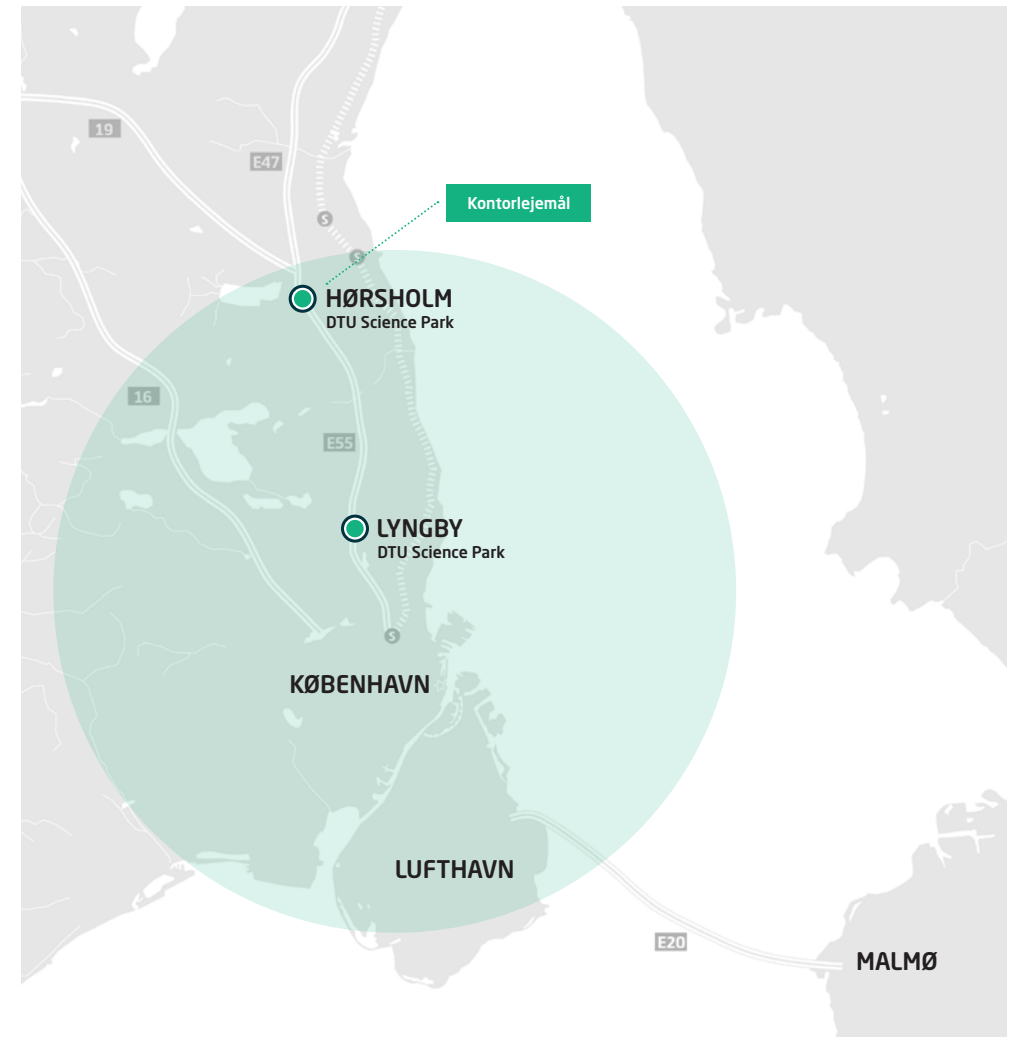 19
E47
Kontorlejemål
S
S
HØRSHOLM
DTU Science Park
16
E55
LYNGBY
DTU Science Park
S
KØBENHAVN
LUFTHAVN
E20
MALMØ